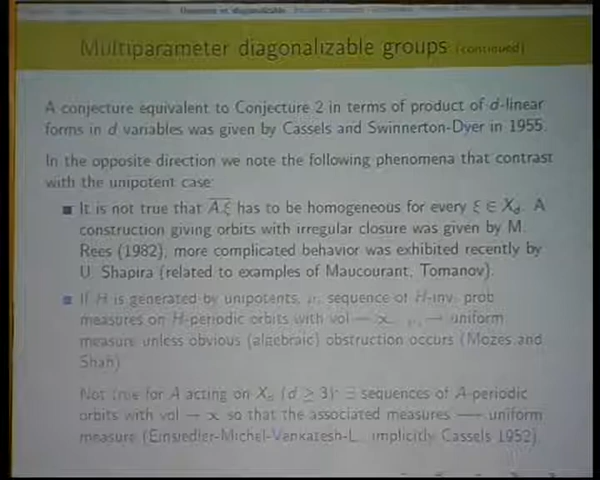 Multiparameter diagonalizable groups (continued)
A conjecture equivalent to Conjecture 2 in terms of product of d-linear
forms in d variables was given by Cassels and Swinnerton-Dyer in 1955.
In the opposite direction we note the following phenomena that contrast
with the unipotent case:
It is not true that A.ξ has to be homogeneous for every ξ ∈ X_d. A
construction giving orbits with irregular closure was given by M.
Rees (1982), more complicated behavior was exhibited recently by
U. Shapira (related to examples of Maucourant, Tomanov).
If H is generated by unipotents, μ_i sequence of H-inv. prob.
measures on H-periodic orbits with vol → ∞, μ_i → uniform
measure unless obvious (algebraic) obstruction occurs (Mozes and
Shah)
Not true for A acting on X_d (d ≥ 3): ∃ sequences of A-periodic
orbits with vol → ∞ so that the associated measures uniform
measure (Einsiedler-Michel-Venkatesh-L., implicitly Cassels 1952).